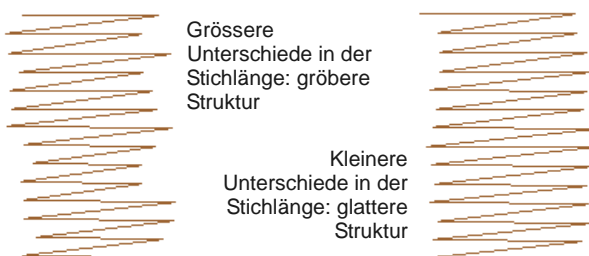 Grössere
Unterschiede in der
Stichlänge: gröbere
Struktur
Kleinere
Unterschiede in der
Stichlänge: glattere
Struktur